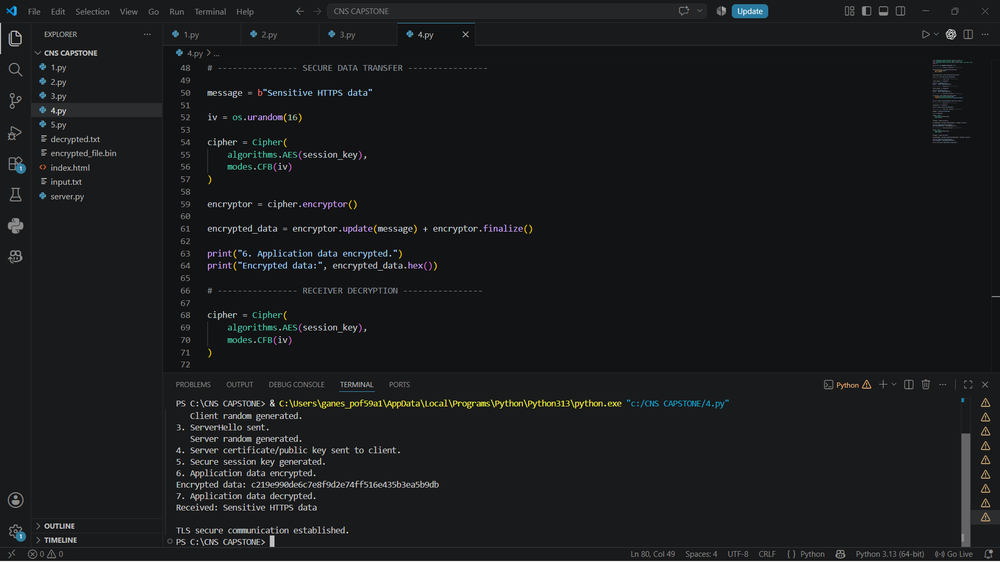 File Edit Selection View Go Run Terminal Help
CNS CAPSTONE
Update
EXPLORER
CNS CAPSTONE
1.py
2.py
3.py
4.py
5.py
decrypted.txt
encrypted_file.bin
index.html
input.txt
server.py
OUTLINE
TIMELINE
1
1
1.py 2.py 3.py 4.py
4.py > ...
48 # ---------------- SECURE DATA TRANSFER ----------------
49
50 message = b"Sensitive HTTPS data"
51
52 iv = os.urandom(16)
53
54 cipher = Cipher(
55     algorithms.AES(session_key),
56     modes.CFB(iv)
57 )
58
59 encryptor = cipher.encryptor()
60
61 encrypted_data = encryptor.update(message) + encryptor.finalize()
62
63 print("6. Application data encrypted.")
64 print("Encrypted data:", encrypted_data.hex())
65
66 # ---------------- RECEIVER DECRYPTION ----------------
67
68 cipher = Cipher(
69     algorithms.AES(session_key),
70     modes.CFB(iv)
71 )
72
PROBLEMS OUTPUT DEBUG CONSOLE TERMINAL PORTS
Python
PS C:\CNS CAPSTONE> & C:\Users\ganes_pof59a1\AppData\Local\Programs\Python\Python313\python.exe "c:/CNS CAPSTONE/4.py"
   Client random generated.
3. ServerHello sent.
   Server random generated.
4. Server certificate/public key sent to client.
5. Secure session key generated.
6. Application data encrypted.
Encrypted data: c219e990de6c7e8f9d2e74ff516e435b3ea5b9db
7. Application data decrypted.
Received: Sensitive HTTPS data
TLS secure communication established.
PS C:\CNS CAPSTONE>
0 0
Ln 80, Col 49 Spaces: 4 UTF-8 CRLF { } Python Python 3.13 (64-bit) Go Live